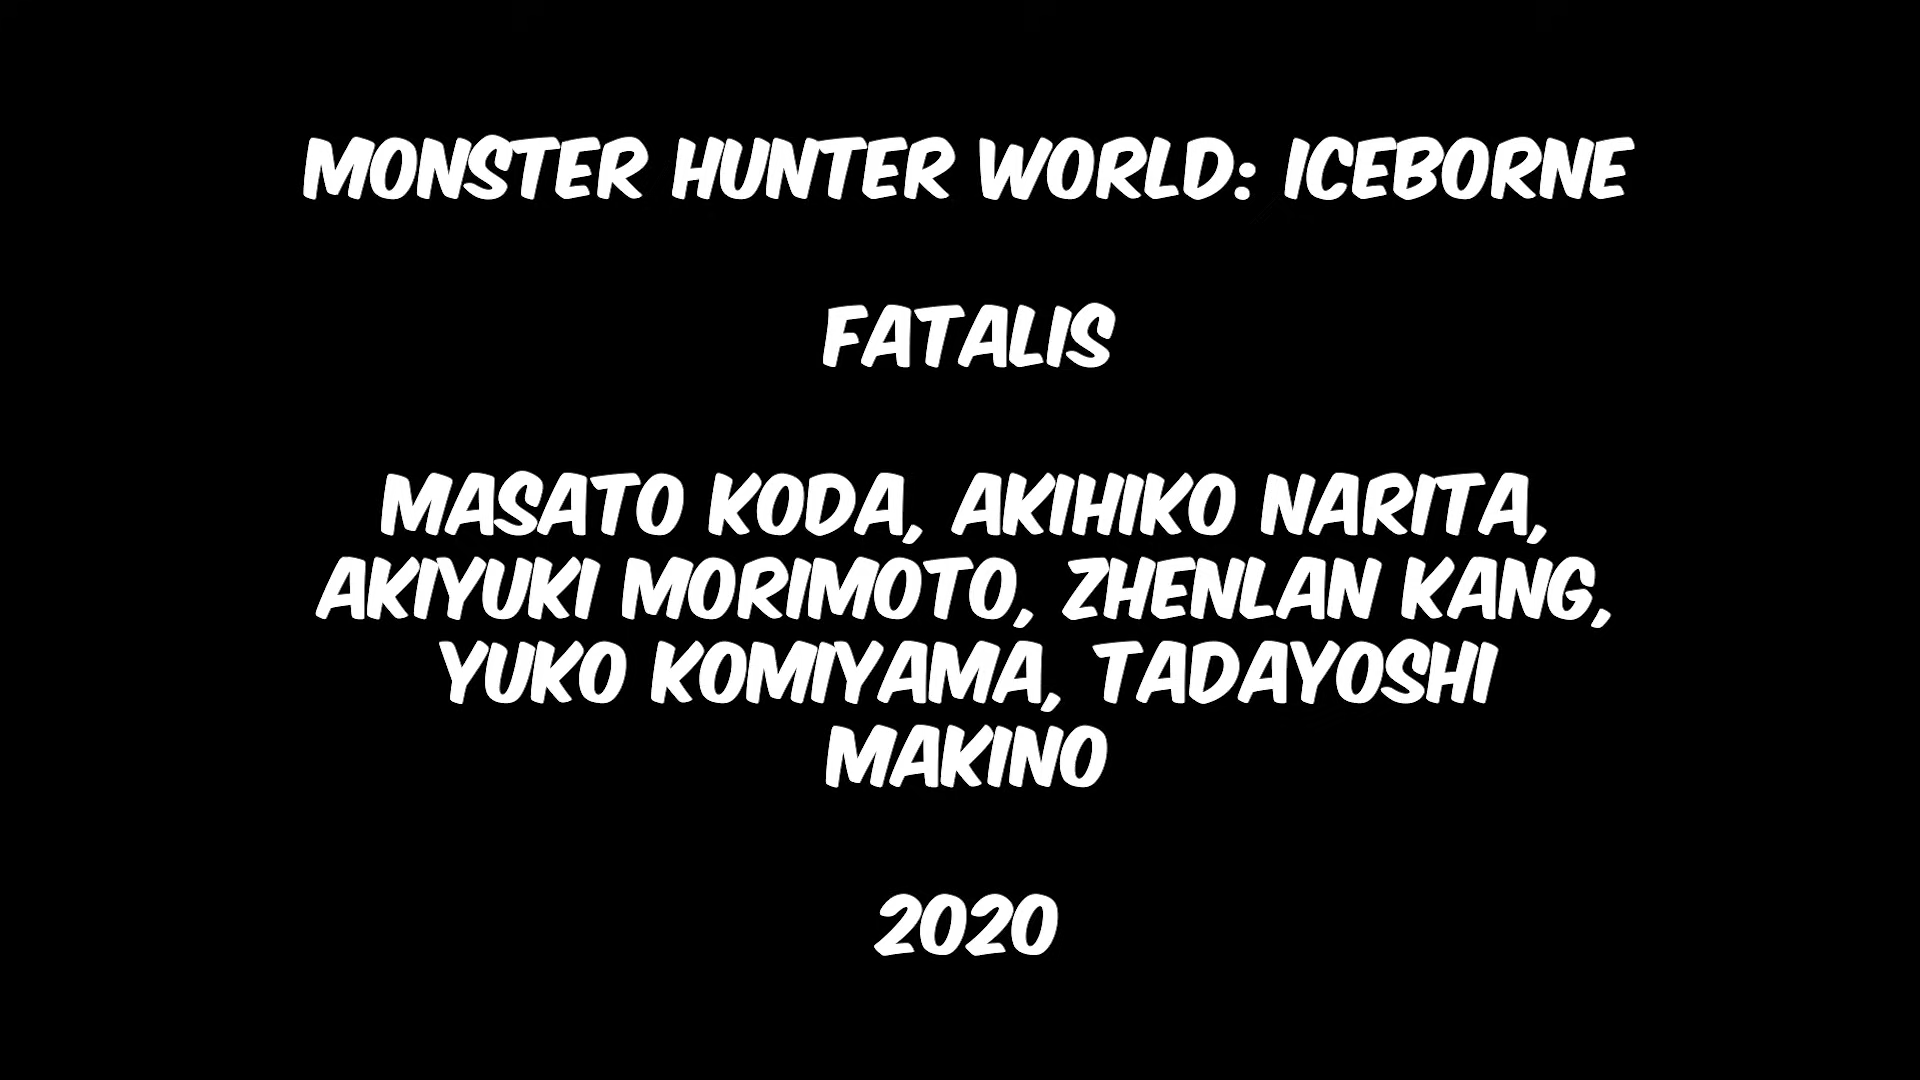 MONSTER HUNTER WORLD: ICEBORNE
FATALIS
MASATO KODA, AKIHIKO NARITA,
AKIYUKI MORIMOTO, ZHENLAN KANG,
YUKO KOMIYAMA, TADAYOSHI
MAKINO
2020